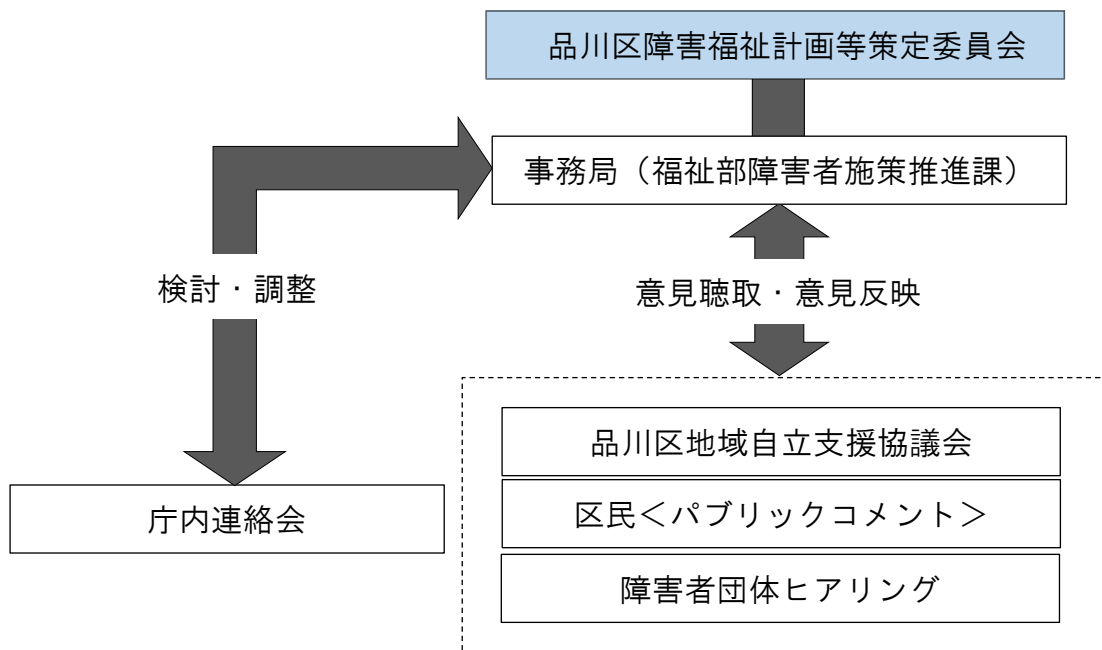 品川区障害福祉計画等策定委員会
事務局（福祉部障害者施策推進課）
検討・調整
意見聴取・意見反映
品川区地域自立支援協議会
庁内連絡会
区民＜パブリックコメント＞
障害者団体ヒアリング